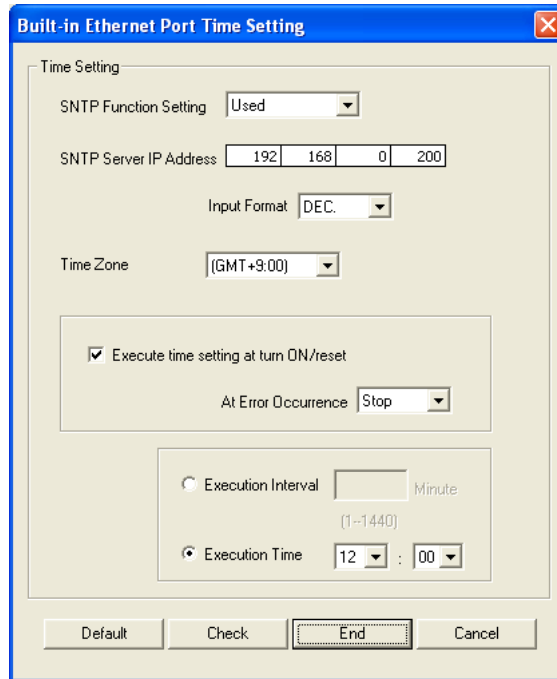 Built-in Ethernet Port Time Setting
Time Setting
SNTP Function Setting Used
SNTP Server IP Address 192 168 0 200
Input Format DEC.
Time Zone (GMT+9:00)
Execute time setting at turn ON/reset
At Error Occurrence Stop
Execution Interval Minute
(1--1440)
Execution Time 12 : 00
Default Check End Cancel